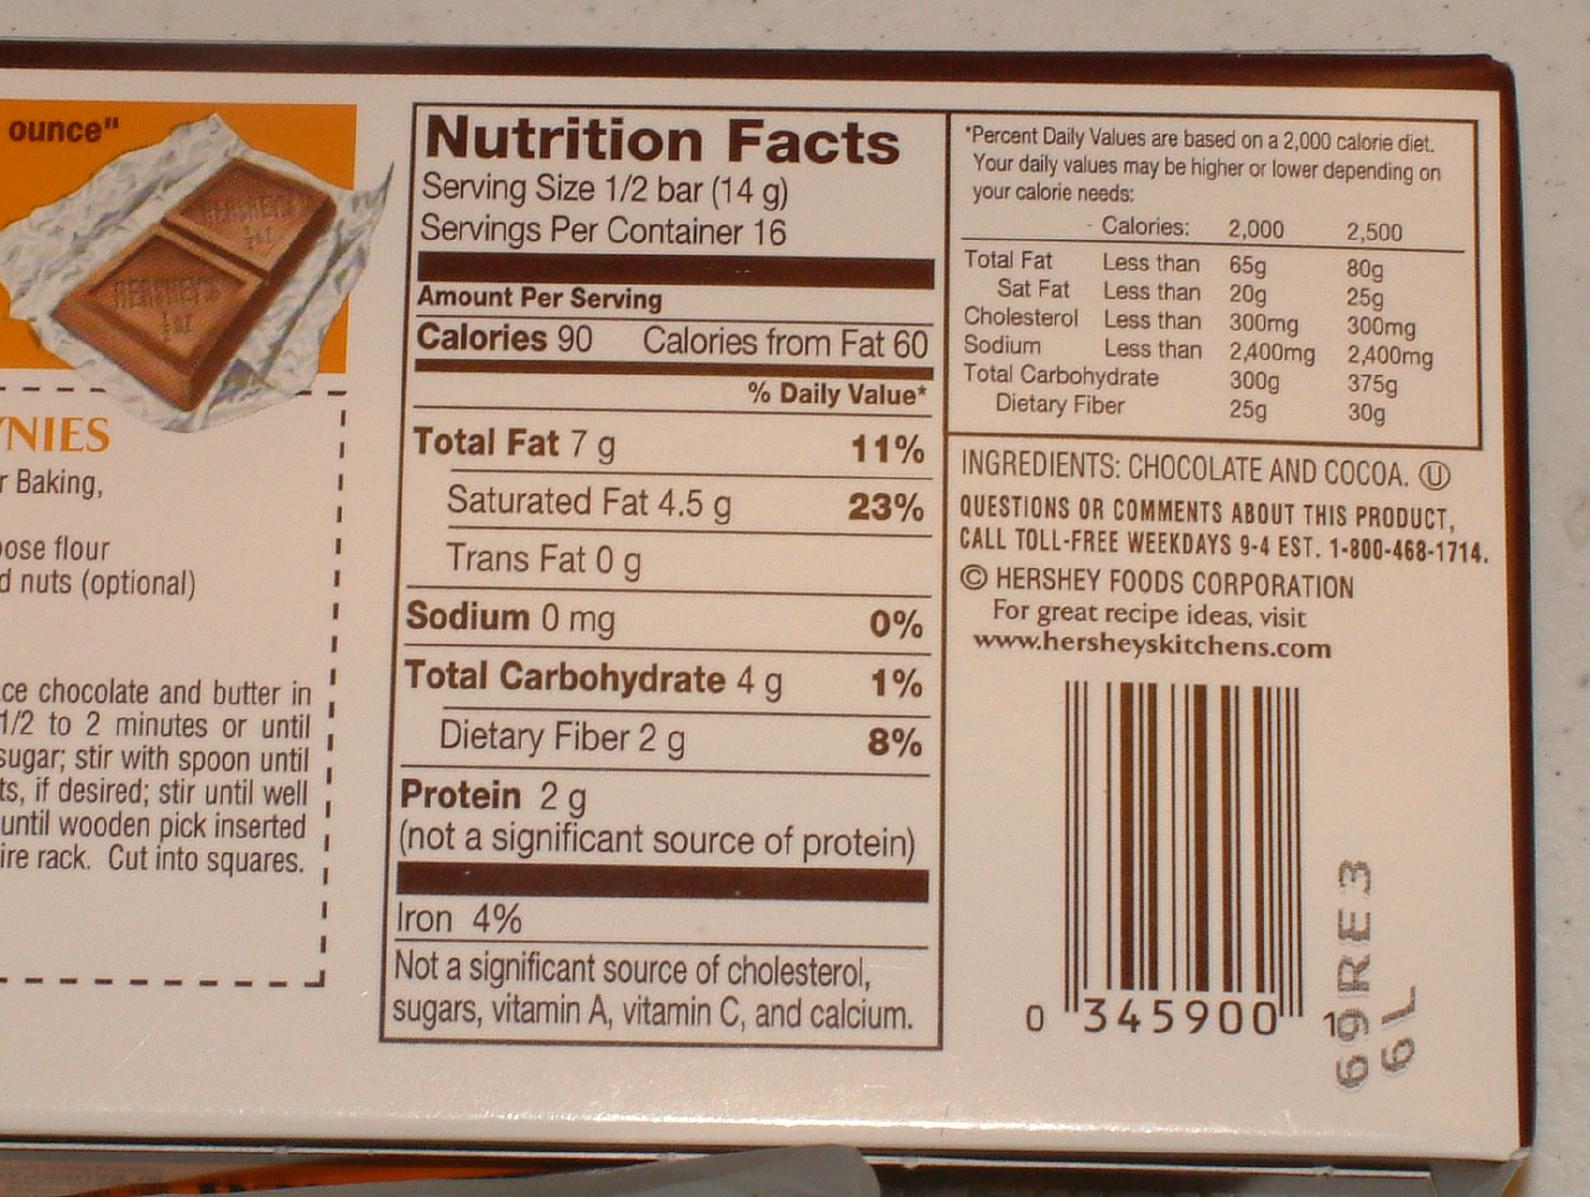 ounce"
HERSHEY'S
½ oz
HERSHEY'S
½ oz
NIES
Baking,
flour
nuts (optional)
chocolate and butter in
1/2 to 2 minutes or until
sugar; stir with spoon until
if desired; stir until well
until wooden pick inserted
rack. Cut into squares.
Nutrition Facts
Serving Size 1/2 bar (14 g)
Servings Per Container 16
Amount Per Serving
Calories 90 Calories from Fat 60
% Daily Value*
Total Fat 7 g 11%
Saturated Fat 4.5 g 23%
Trans Fat 0 g
Sodium 0 mg 0%
Total Carbohydrate 4 g 1%
Dietary Fiber 2 g 8%
Protein 2 g
(not a significant source of protein)
Iron 4%
Not a significant source of cholesterol,
sugars, vitamin A, vitamin C, and calcium.
*Percent Daily Values are based on a 2,000 calorie diet.
Your daily values may be higher or lower depending on
your calorie needs:
Calories: 2,000 2,500
Total Fat Less than 65g 80g
Sat Fat Less than 20g 25g
Cholesterol Less than 300mg 300mg
Sodium Less than 2,400mg 2,400mg
Total Carbohydrate 300g 375g
Dietary Fiber 25g 30g
INGREDIENTS: CHOCOLATE AND COCOA. Ⓤ
QUESTIONS OR COMMENTS ABOUT THIS PRODUCT,
CALL TOLL-FREE WEEKDAYS 9-4 EST. 1-800-468-1714.
© HERSHEY FOODS CORPORATION
For great recipe ideas, visit
www.hersheyskitchens.com
0 345900
69RE3
6L